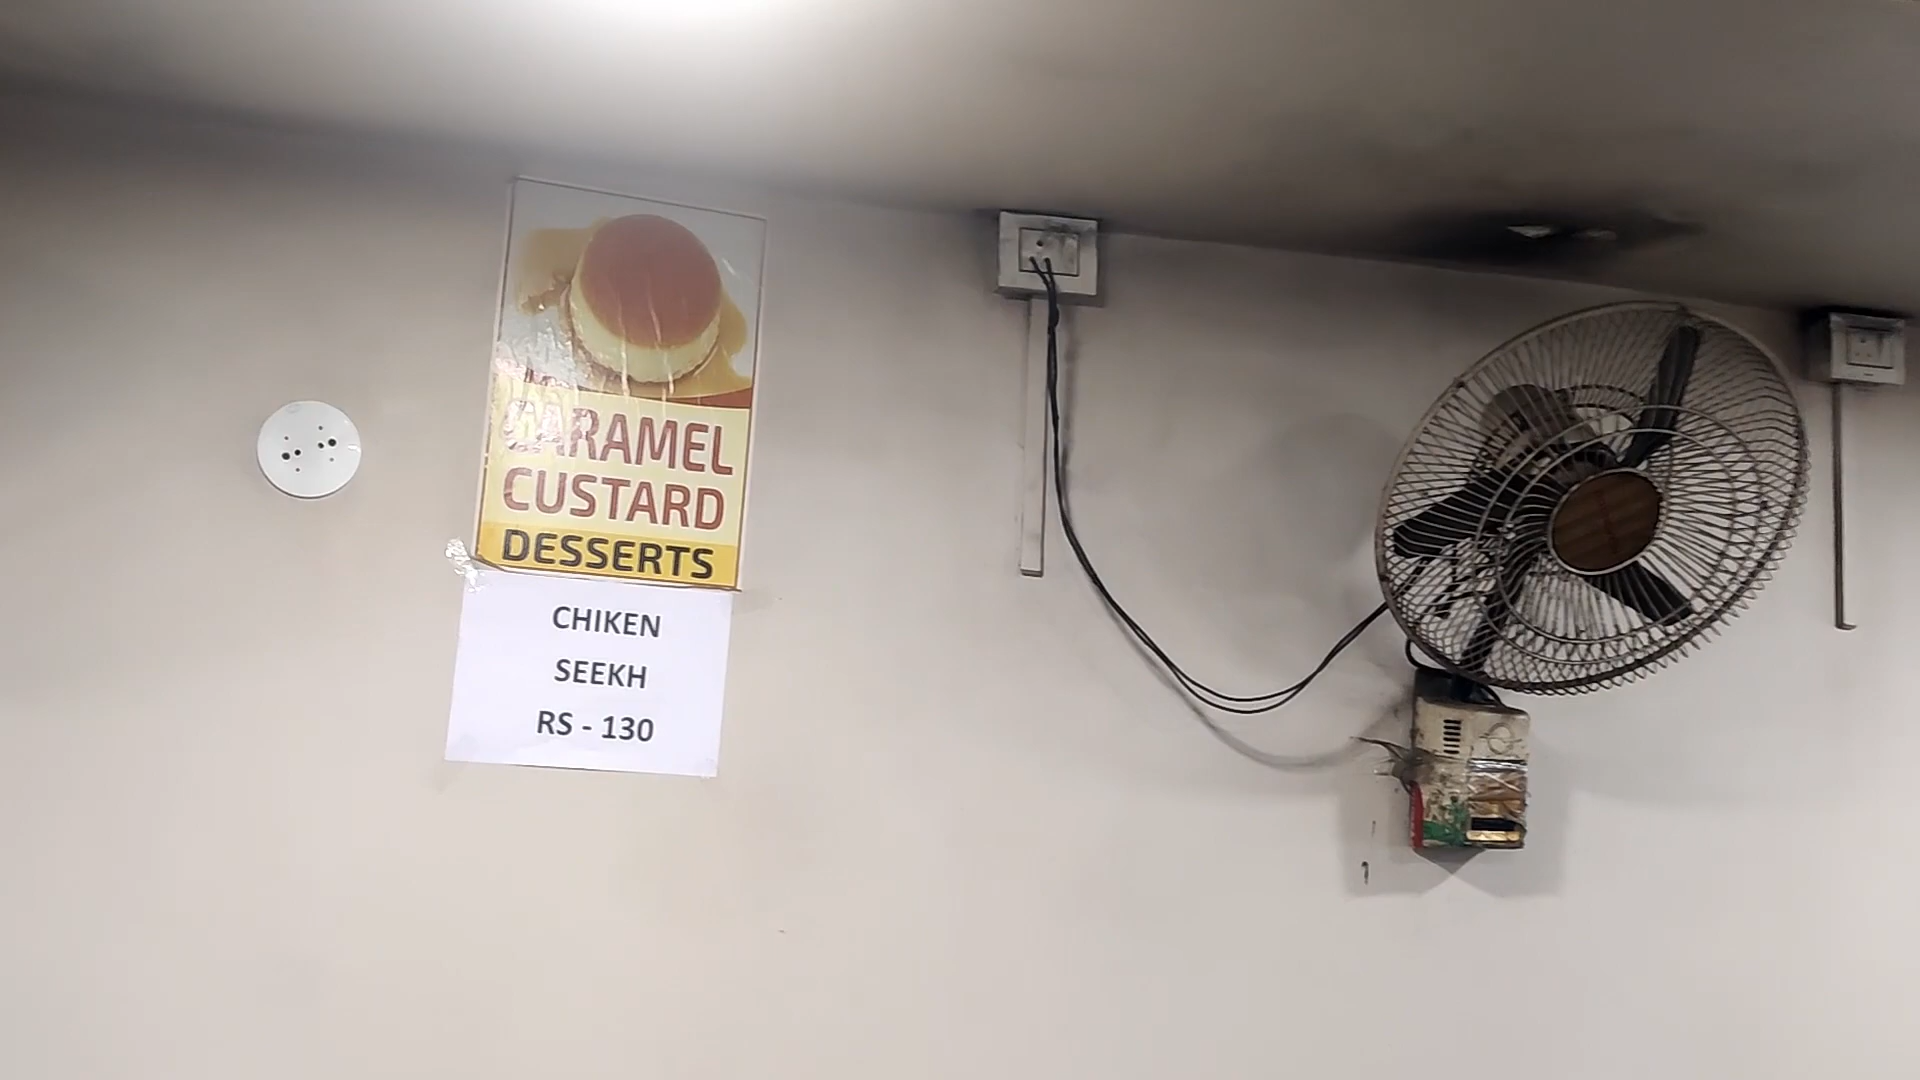 CARAMEL
CUSTARD
DESSERTS
CHIKEN
SEEKH
RS - 130